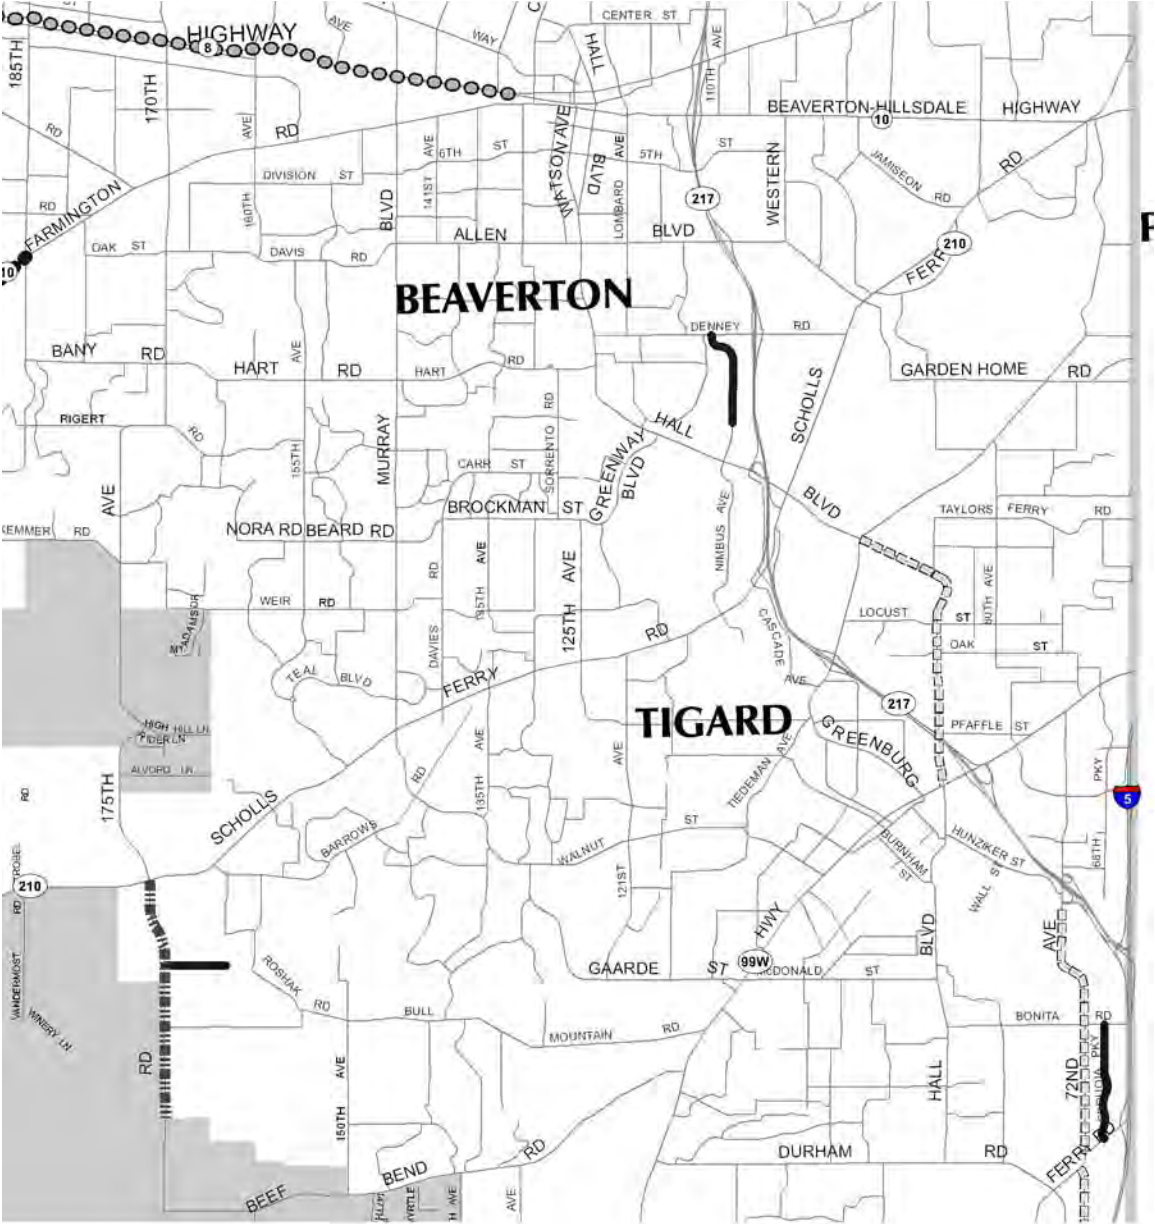 CENTER ST
HIGHWAY
8
AVE
WAY
HALL
AVE
110TH
185TH
170TH
BEAVERTON-HILLSDALE HIGHWAY
10
RD
AVE
RD
WATSON AVE
BLVD
AVE
6TH ST
AVE
5TH ST
WESTERN
JAMIESON RD
RD
DIVISION ST
141ST
217
RD
FARMINGTON
160TH
BLVD
LOMBARD
ALLEN BLVD
210
OAK ST
DAVIS RD
10
BEAVERTON
DENNEY RD
BANY RD
AVE
HART RD
HART RD
SCHOLLS
GARDEN HOME RD
RIGERT RD
MURRAY
RD
HALL
155TH
CARR ST
SORRENTO
GREENWAY
BLVD
AVE
BROCKMAN ST
AVE
BLVD
TAYLORS FERRY RD
KEMMER RD
NORA RD BEARD RD
NIMBUS
AVE
RD
AVE
AVE
80TH
WEIR RD
125TH
LOCUST ST
RD
CASCADE
AVE
OAK ST
TEAL BLVD
DAVIES
FERRY
217
TIGARD
GREENBURG
PFAFFLE ST
HIGH HILL LN
AVE
AVE
AVE
ALVORD LN
RD
135TH
TIEDEMAN
PKY
5
RD
175TH
SCHOLLS
BARROWS
WALNUT ST
BURNHAM ST
HUNZIKER ST
68TH
210
121ST
WALL ST
VANDERMOST RD
HWY
AVE
BLVD
99W
ROSHAK RD
GAARDE ST
MCDONALD ST
WINERY LN
BULL
MOUNTAIN RD
BONITA RD
RD
150TH AVE
HALL
72ND
PKY
DURHAM RD
FERRY RD
BEEF BEND RD
AVE
AVE